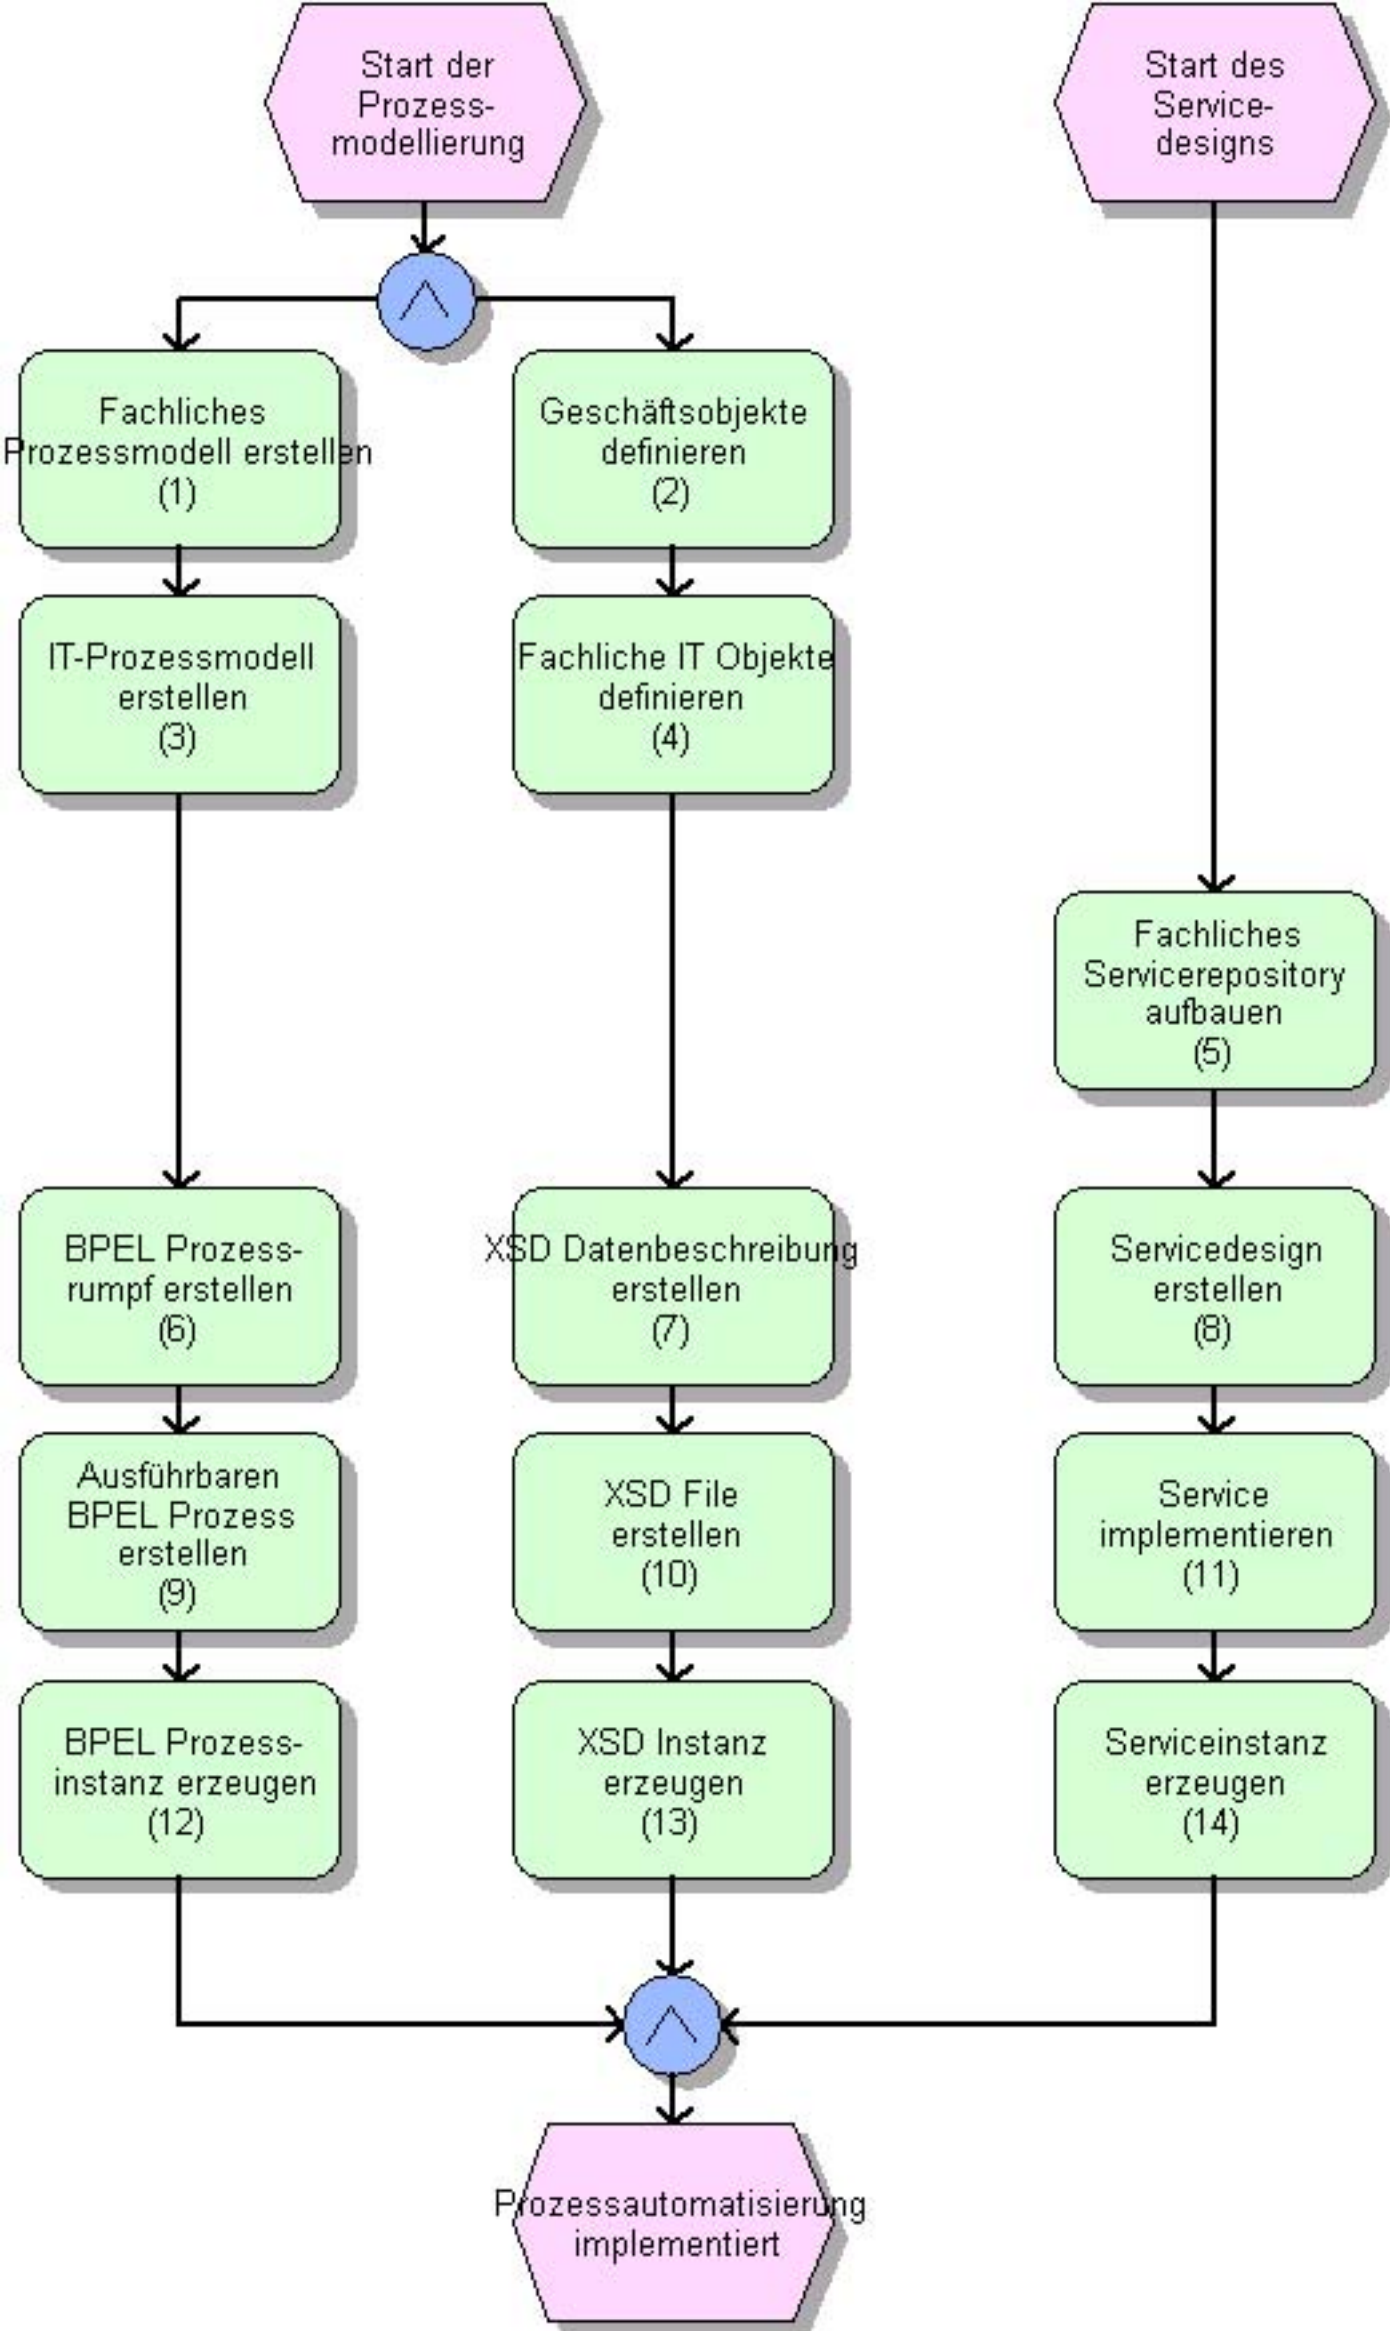 Start der
Prozess-
modellierung
Start des
Service-
designs
Fachliches
Prozessmodell erstellen
(1)
Geschäftsobjekte
definieren
(2)
IT-Prozessmodell
erstellen
(3)
Fachliche IT Objekte
definieren
(4)
Fachliches
Servicerepository
aufbauen
(5)
BPEL Prozess-
rumpf erstellen
(6)
XSD Datenbeschreibung
erstellen
(7)
Servicedesign
erstellen
(8)
Ausführbaren
BPEL Prozess
erstellen
(9)
XSD File
erstellen
(10)
Service
implementieren
(11)
BPEL Prozess-
instanz erzeugen
(12)
XSD Instanz
erzeugen
(13)
Serviceinstanz
erzeugen
(14)
Prozessautomatisierung
implementiert